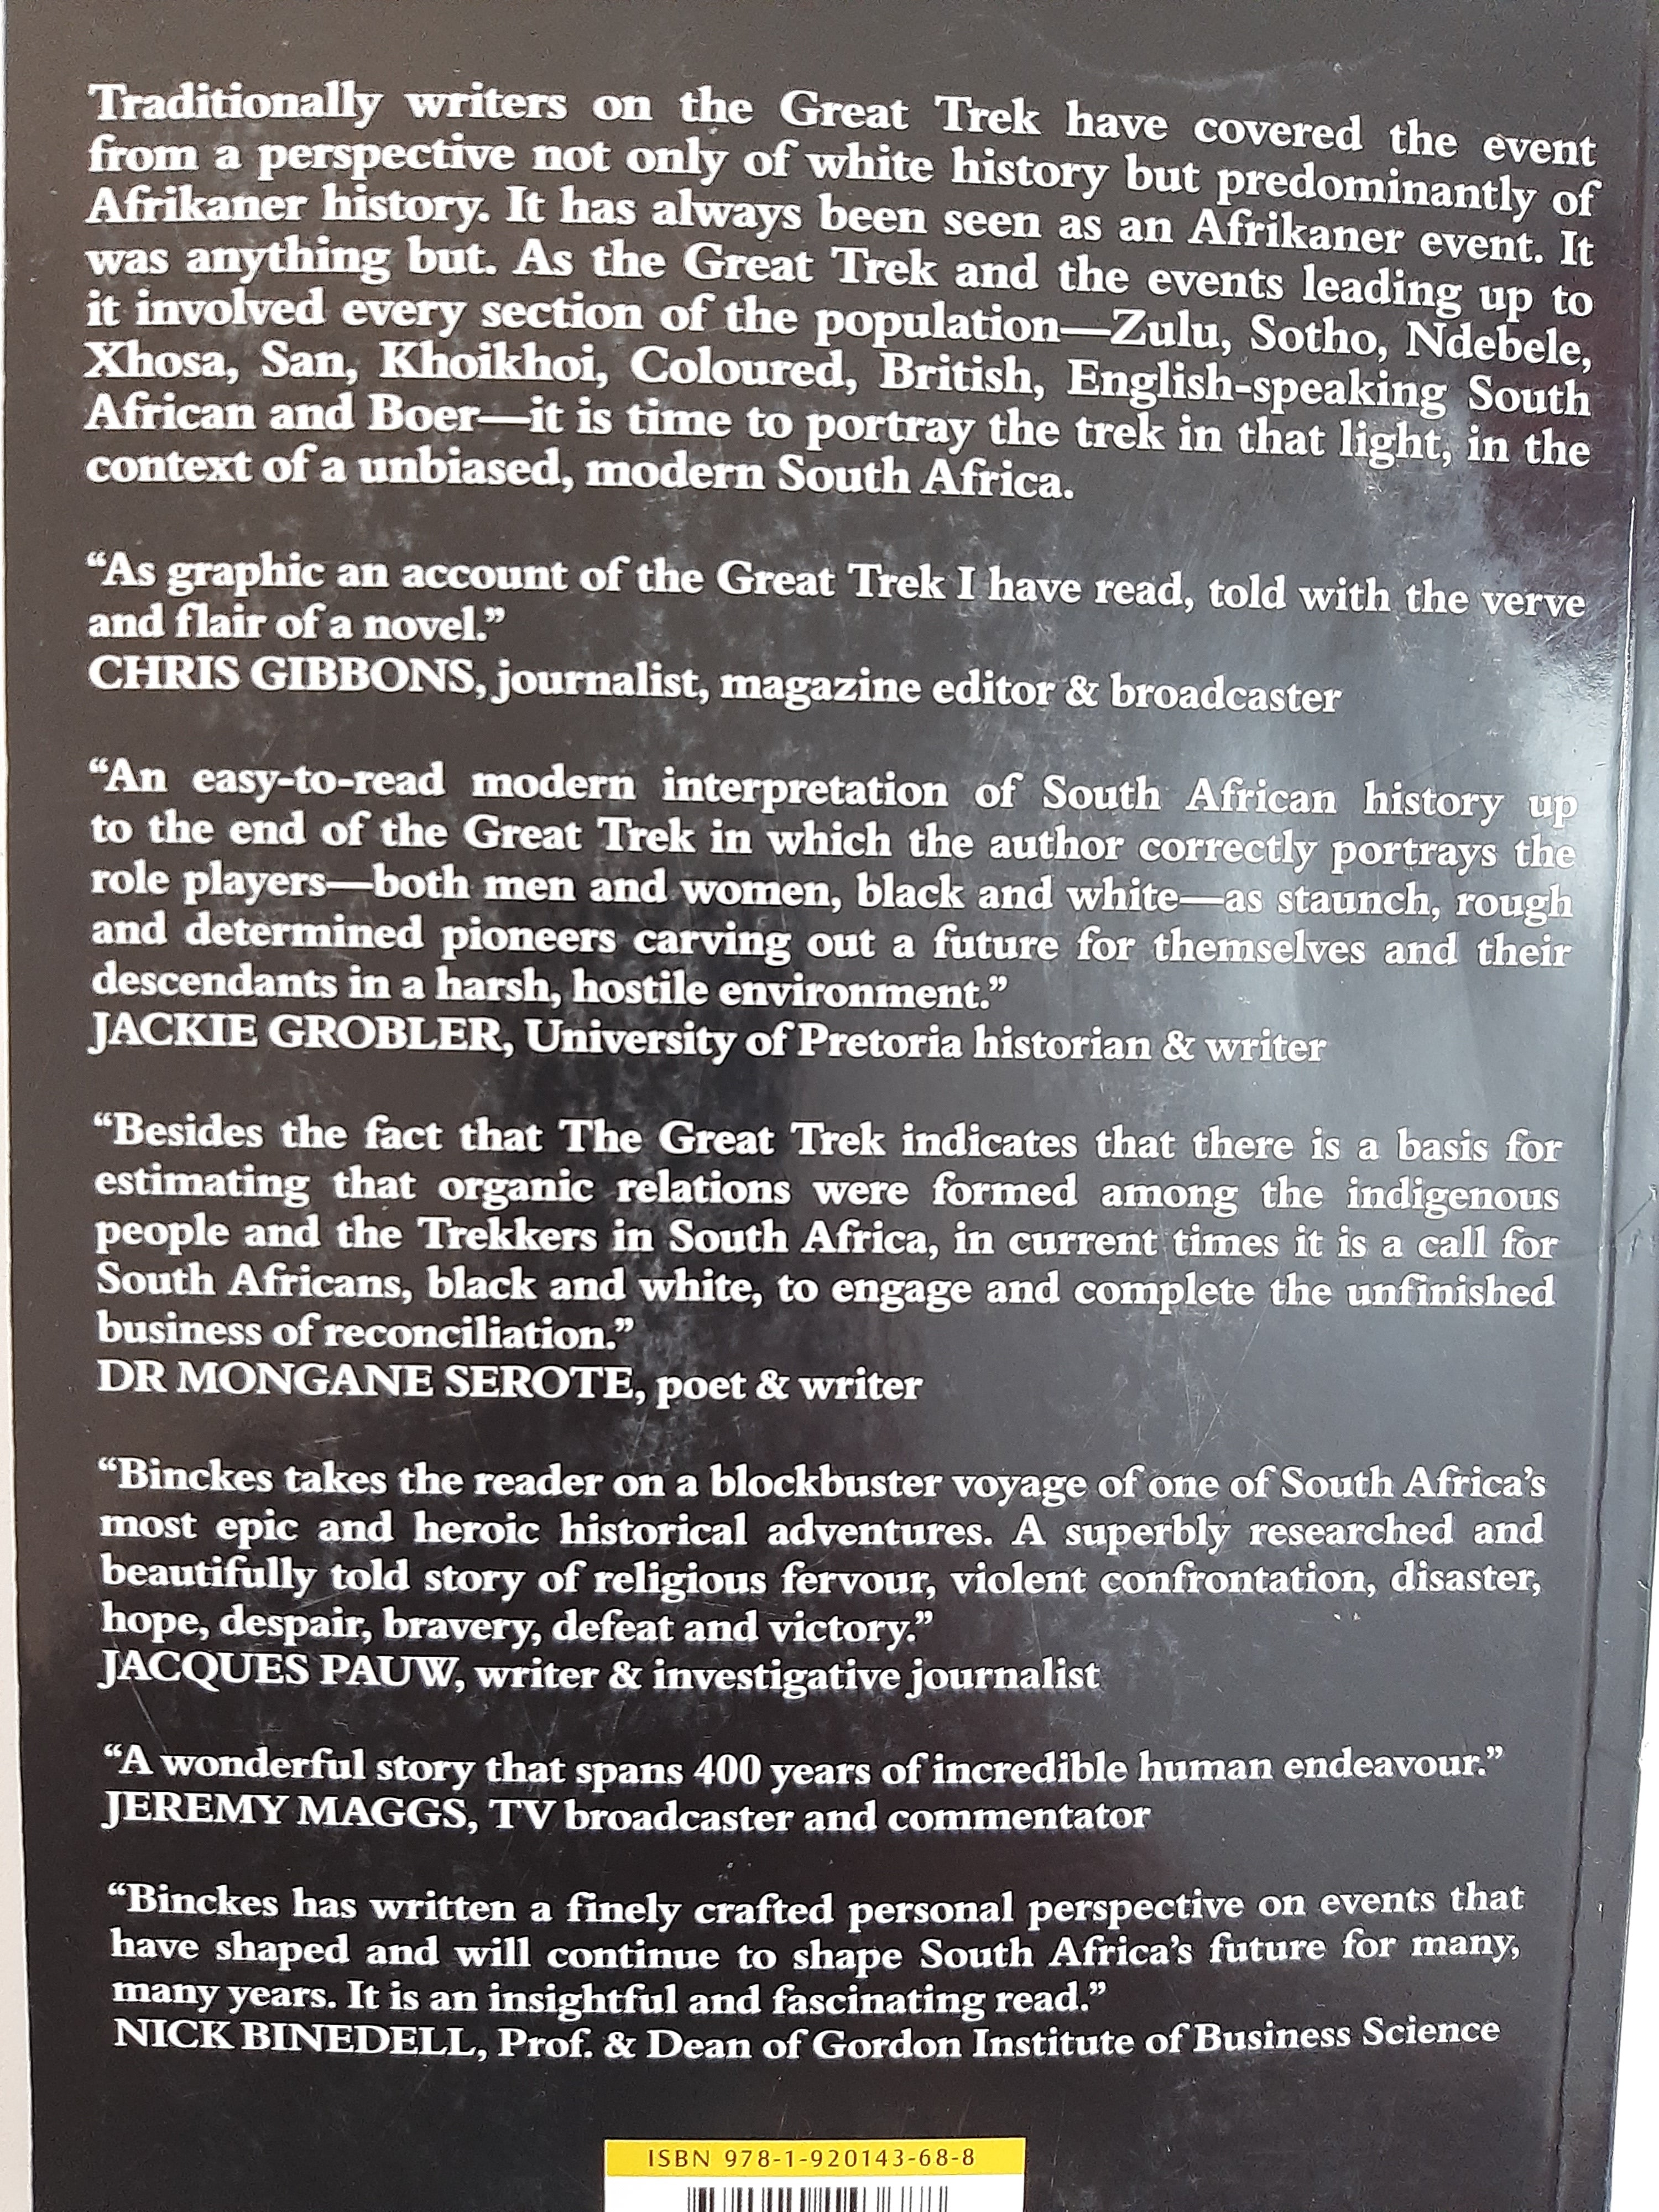 Traditionally writers on the Great Trek have covered the event
from a perspective not only of white history but predominantly of
Afrikaner history. It has always been seen as an Afrikaner event. It
was anything but. As the Great Trek and the events leading up to
it involved every section of the population—Zulu, Sotho, Ndebele,
Xhosa, San, Khoikhoi, Coloured, British, English-speaking South
African and Boer—it is time to portray the trek in that light, in the
context of a unbiased, modern South Africa.
“As graphic an account of the Great Trek I have read, told with the verve
and flair of a novel.”
CHRIS GIBBONS, journalist, magazine editor & broadcaster
“An easy-to-read modern interpretation of South African history up
to the end of the Great Trek in which the author correctly portrays the
role players—both men and women, black and white—as staunch, rough
and determined pioneers carving out a future for themselves and their
descendants in a harsh, hostile environment.”
JACKIE GROBLER, University of Pretoria historian & writer
“Besides the fact that The Great Trek indicates that there is a basis for
estimating that organic relations were formed among the indigenous
people and the Trekkers in South Africa, in current times it is a call for
South Africans, black and white, to engage and complete the unfinished
business of reconciliation.”
DR MONGANE SEROTE, poet & writer
“Binckes takes the reader on a blockbuster voyage of one of South Africa’s
most epic and heroic historical adventures. A superbly researched and
beautifully told story of religious fervour, violent confrontation, disaster,
hope, despair, bravery, defeat and victory.”
JACQUES PAUW, writer & investigative journalist
“A wonderful story that spans 400 years of incredible human endeavour.”
JEREMY MAGGS, TV broadcaster and commentator
“Binckes has written a finely crafted personal perspective on events that
have shaped and will continue to shape South Africa’s future for many,
many years. It is an insightful and fascinating read.”
NICK BINEDELL, Prof. & Dean of Gordon Institute of Business Science
ISBN 978-1-920143-68-8